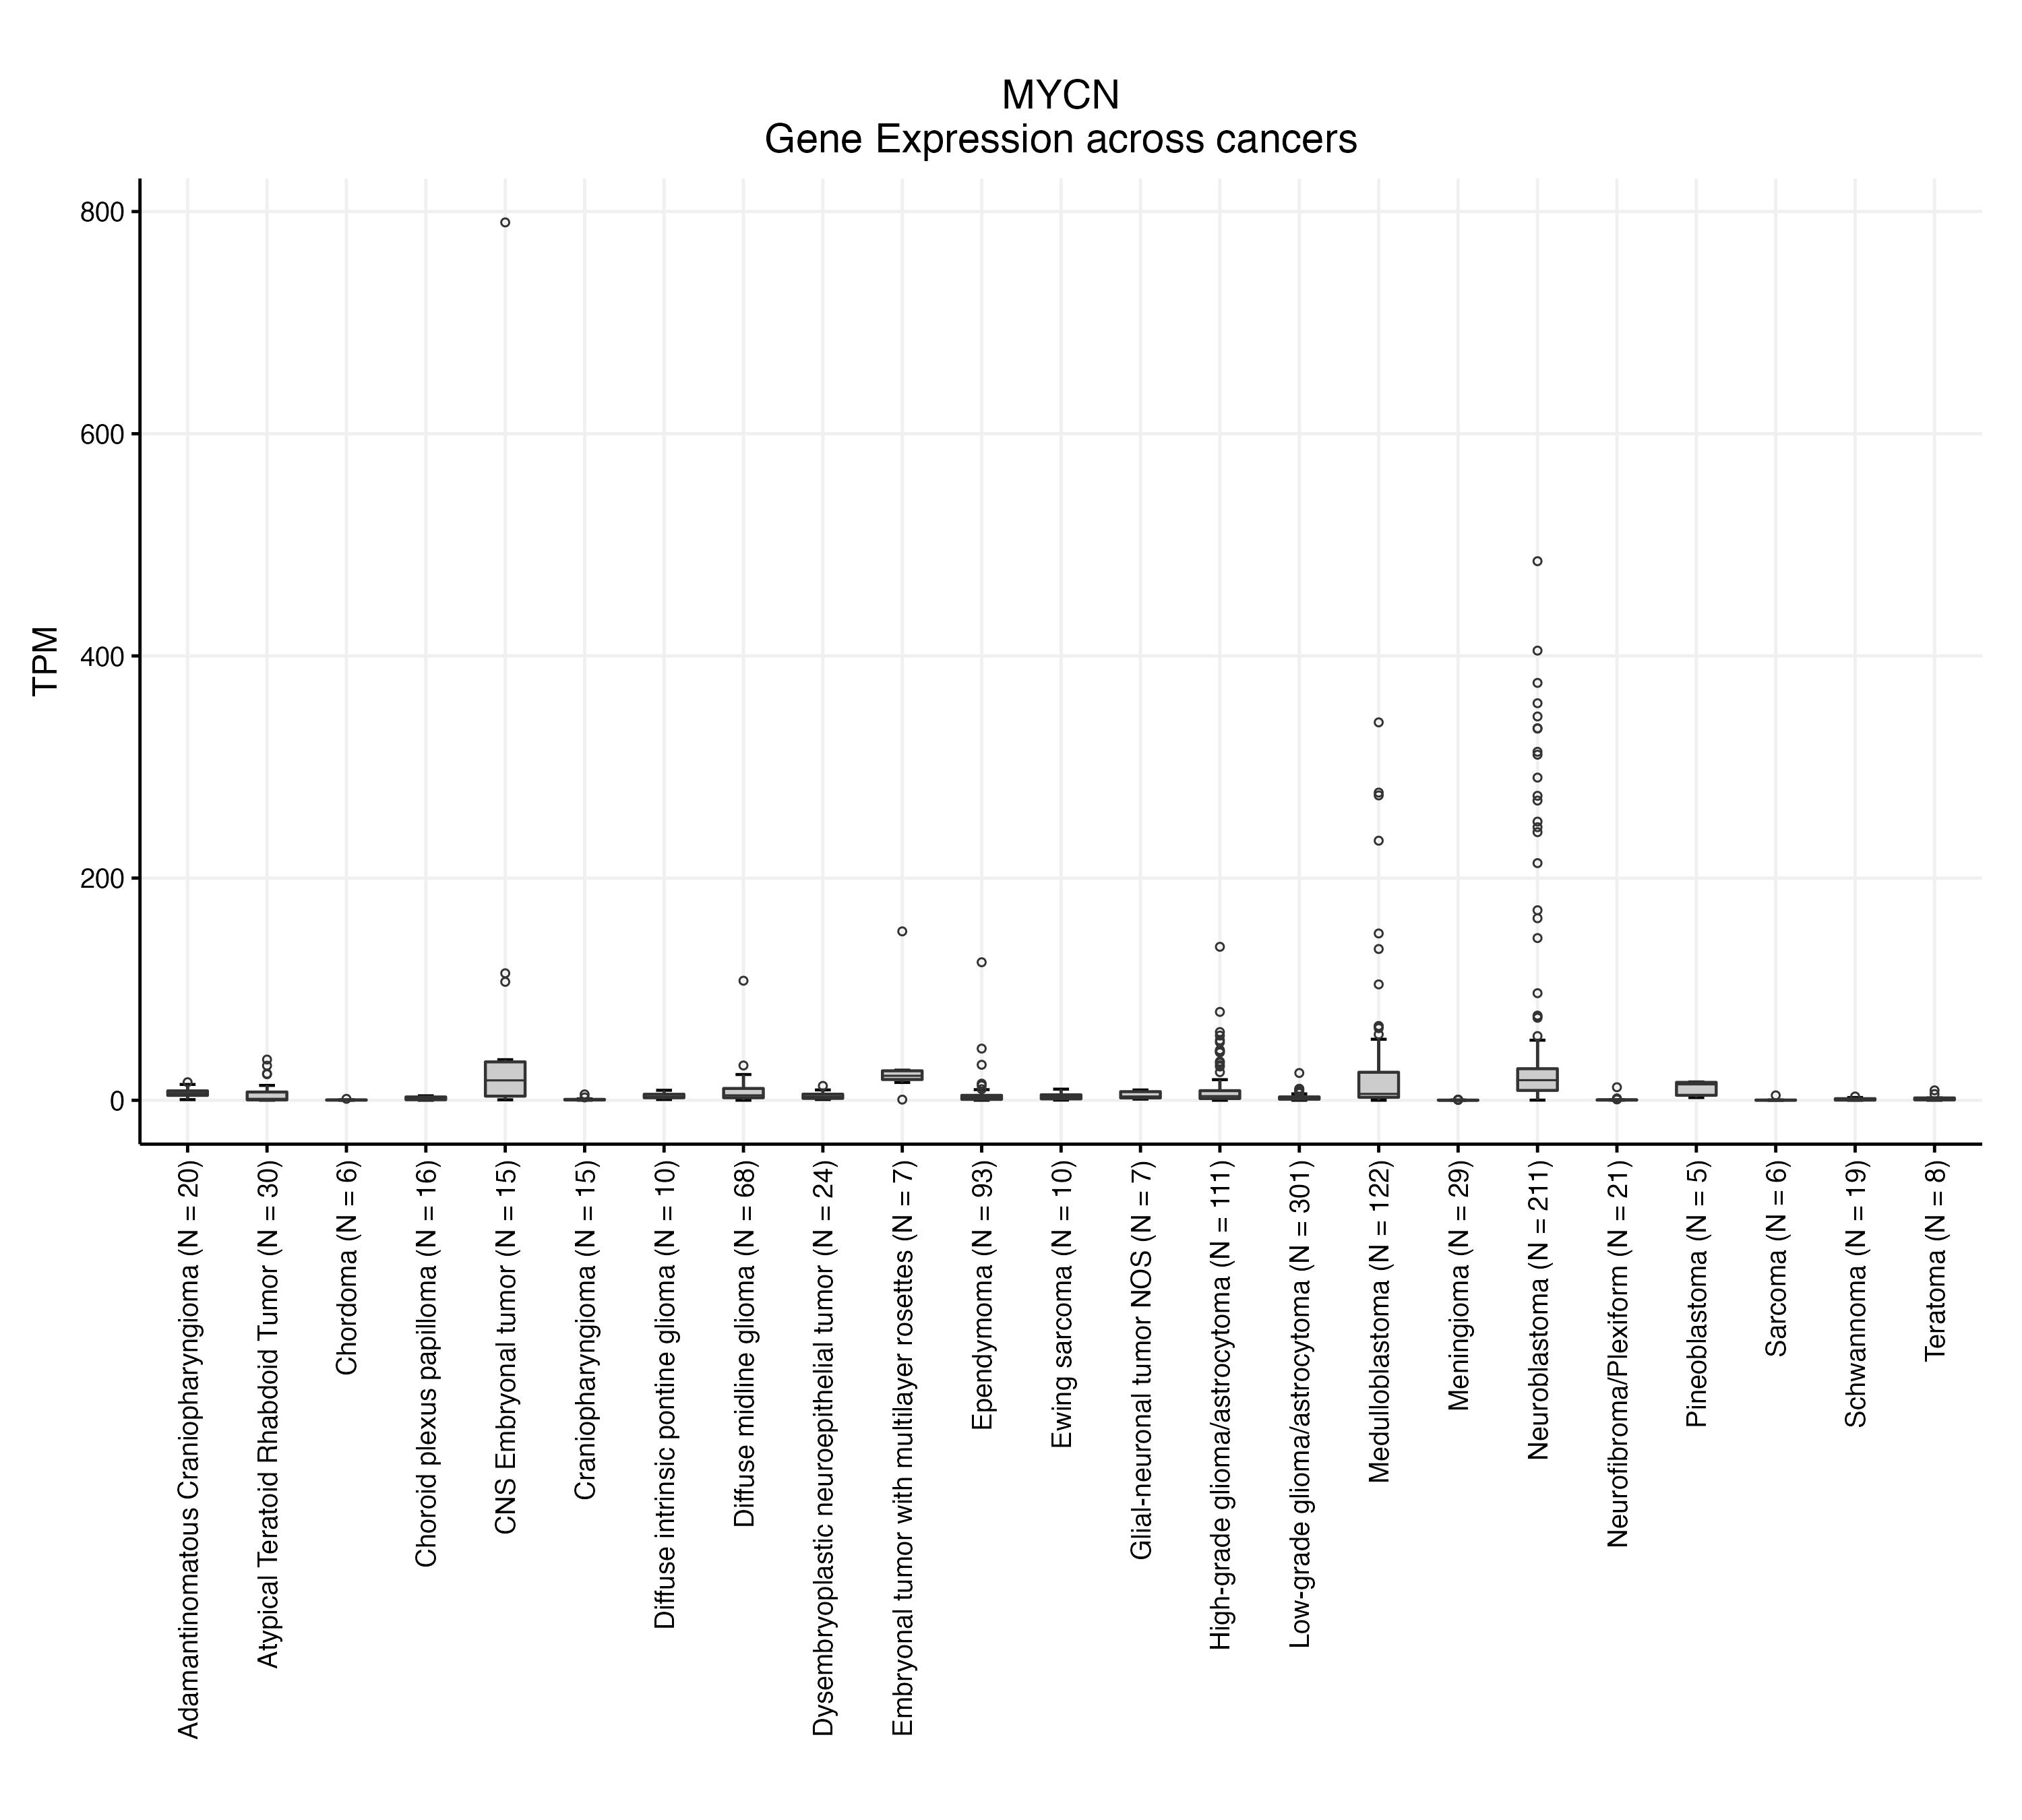 MYCN
Gene Expression across cancers
TPM
800
600
400
200
0
Adamantinomatous Craniopharyngioma (N = 20)
Atypical Teratoid Rhabdoid Tumor (N = 30)
Chordoma (N = 6)
Choroid plexus papilloma (N = 16)
CNS Embryonal tumor (N = 15)
Craniopharyngioma (N = 15)
Diffuse intrinsic pontine glioma (N = 10)
Diffuse midline glioma (N = 68)
Dysembryoplastic neuroepithelial tumor (N = 24)
Embryonal tumor with multilayer rosettes (N = 7)
Ependymoma (N = 93)
Ewing sarcoma (N = 10)
Glial-neuronal tumor NOS (N = 7)
High-grade glioma/astrocytoma (N = 111)
Low-grade glioma/astrocytoma (N = 301)
Medulloblastoma (N = 122)
Meningioma (N = 29)
Neuroblastoma (N = 211)
Neurofibroma/Plexiform (N = 21)
Pineoblastoma (N = 5)
Sarcoma (N = 6)
Schwannoma (N = 19)
Teratoma (N = 8)